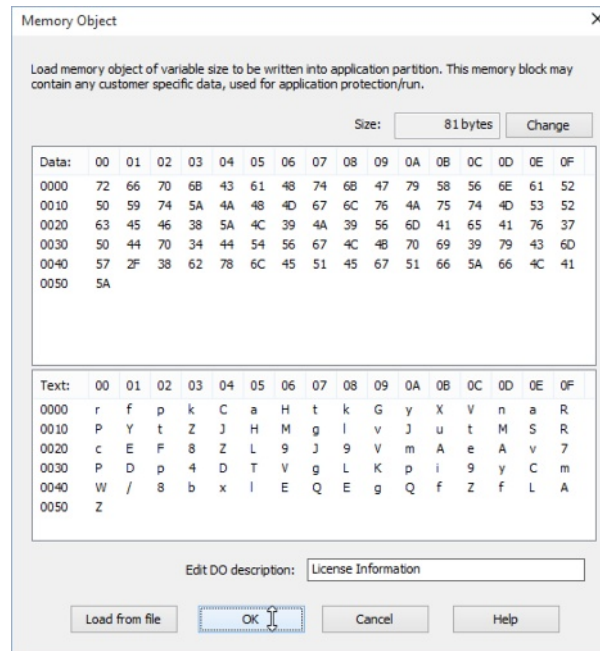 Memory Object
Load memory object of variable size to be written into application partition. This memory block may
contain any customer specific data, used for application protection/run.
Size: 81 bytes Change
Data: 00 01 02 03 04 05 06 07 08 09 0A 0B 0C 0D 0E 0F
0000 72 66 70 6B 43 61 48 74 6B 47 79 58 56 6E 61 52
0010 50 59 74 5A 4A 48 4D 67 6C 76 4A 75 74 4D 53 52
0020 63 45 46 38 5A 4C 39 4A 39 56 6D 41 65 41 76 37
0030 50 44 70 34 44 54 56 67 4C 4B 70 69 39 79 43 6D
0040 57 2F 38 62 78 6C 45 51 45 67 51 66 5A 66 4C 41
0050 5A
Text: 00 01 02 03 04 05 06 07 08 09 0A 0B 0C 0D 0E 0F
0000 r f p k C a H t k G y X V n a R
0010 P Y t Z J H M g l v J u t M S R
0020 c E F 8 Z L 9 J 9 V m A e A v 7
0030 P D p 4 D T V g L K p i 9 y C m
0040 W / 8 b x l E Q E g Q f Z f L A
0050 Z
Edit DO description: License Information
Load from file OK Cancel Help